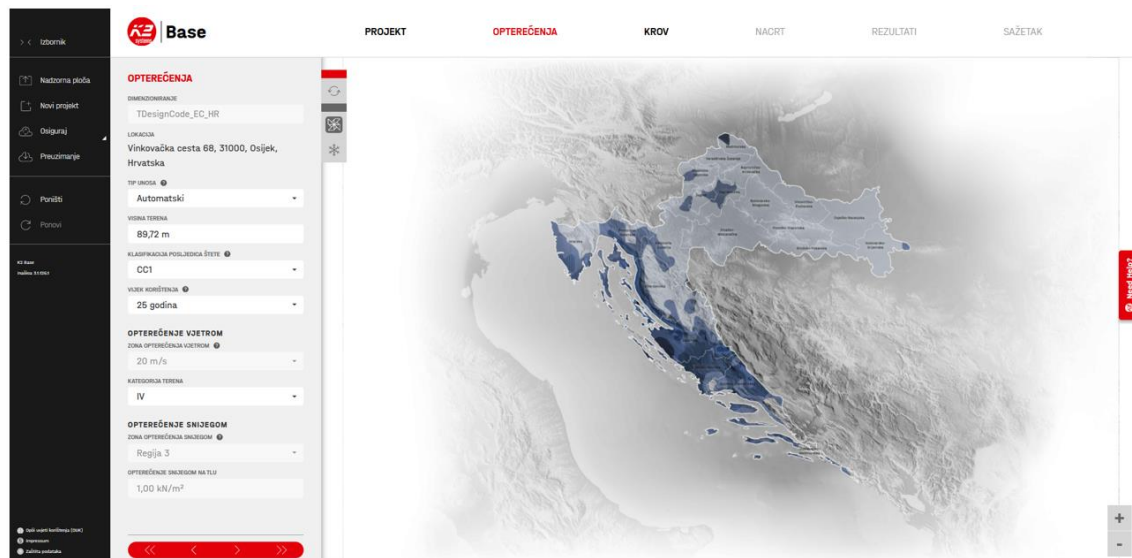 Izbornik
K2 systems Base
PROJEKT
OPTEREĆENJA
KROV
NACRT
REZULTATI
SAŽETAK
Nadzorna ploča
Novi projekt
Osiguraj
Preuzimanje
Poništi
Ponovi
K2 Base
OPTEREĆENJA
DIMENZIONIRANJE
TDesignCode_EC_HR
LOKACIJA
Vinkovačka cesta 68, 31000, Osijek,
Hrvatska
TIP UNOSA
Automatski
VISINA TERENA
89,72 m
KLASIFIKACIJA POSLJEDICA ŠTETE
CC1
VIJEK KORIŠTENJA
25 godina
OPTEREĆENJE VJETROM
ZONA OPTEREĆENJA VJETROM
20 m/s
KATEGORIJA TERENA
IV
OPTEREĆENJE SNIJEGOM
ZONA OPTEREĆENJA SNIJEGOM
Regija 3
OPTEREĆENJE SNIJEGOM NA TLU
1,00 kN/m²
Opći uvjeti korištenja
Impressum
Zaštita podataka
Need Help?
+
-